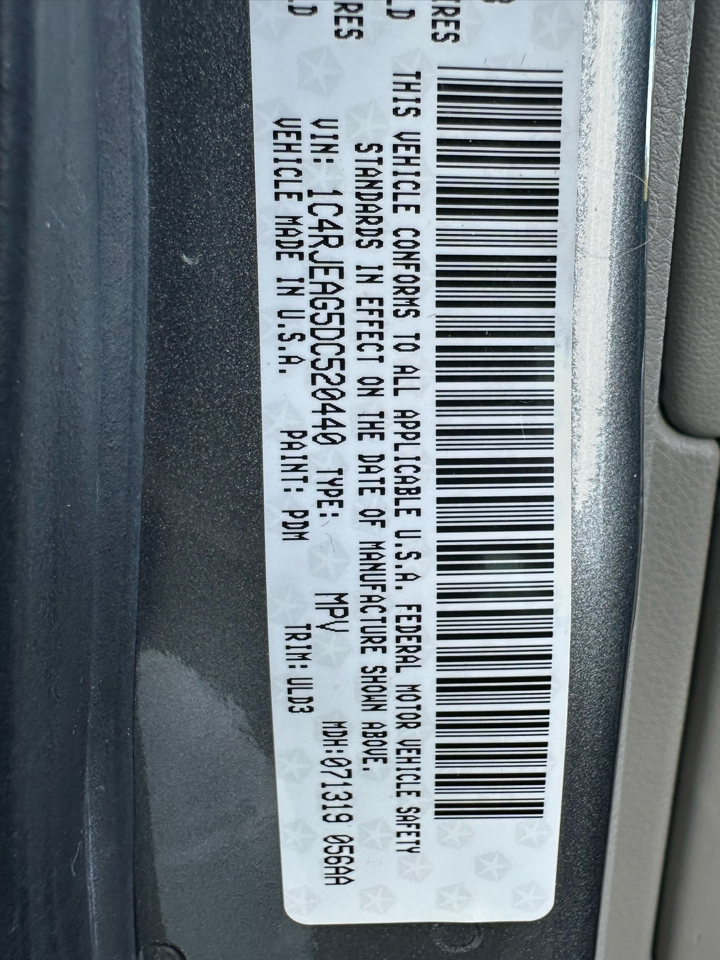 THIS VEHICLE CONFORMS TO ALL APPLICABLE U.S.A. FEDERAL MOTOR VEHICLE SAFETY
STANDARDS IN EFFECT ON THE DATE OF MANUFACTURE SHOWN ABOVE.
VIN: 1C4RJEAG5DC520440 TYPE: MPV MDH:071319 056AA
VEHICLE MADE IN U.S.A. PAINT: PDM TRIM: ULD3